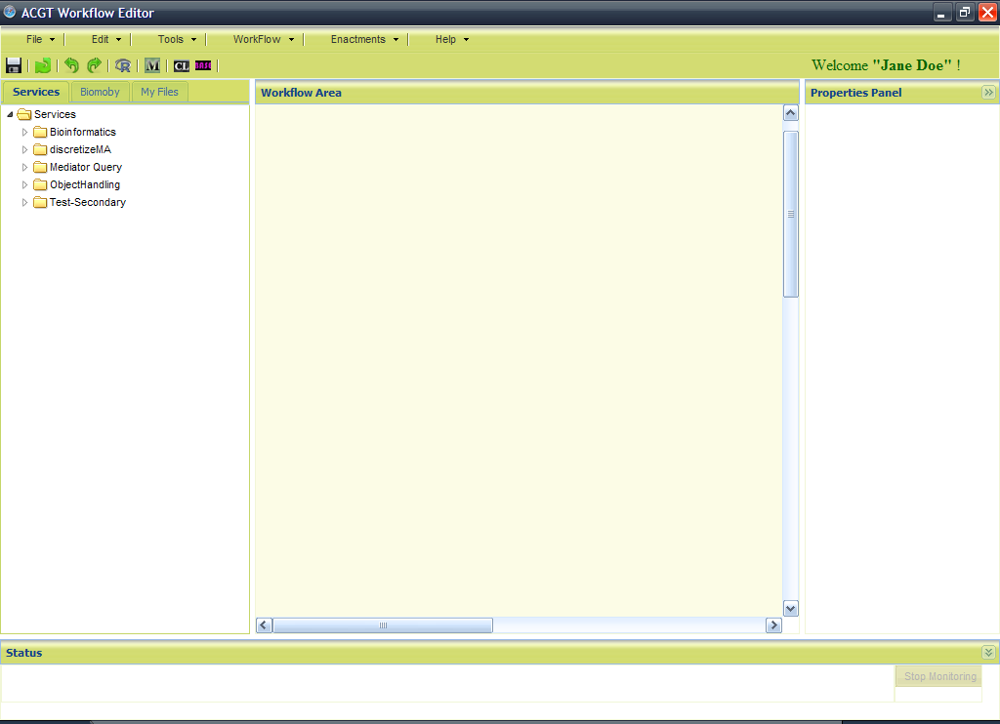 ACGT Workflow Editor
File Edit Tools WorkFlow Enactments Help
R M CL BASE
Welcome "Jane Doe" !
Services Biomoby My Files
Workflow Area
Properties Panel
Services
Bioinformatics
discretizeMA
Mediator Query
ObjectHandling
Test-Secondary
Status
Stop Monitoring